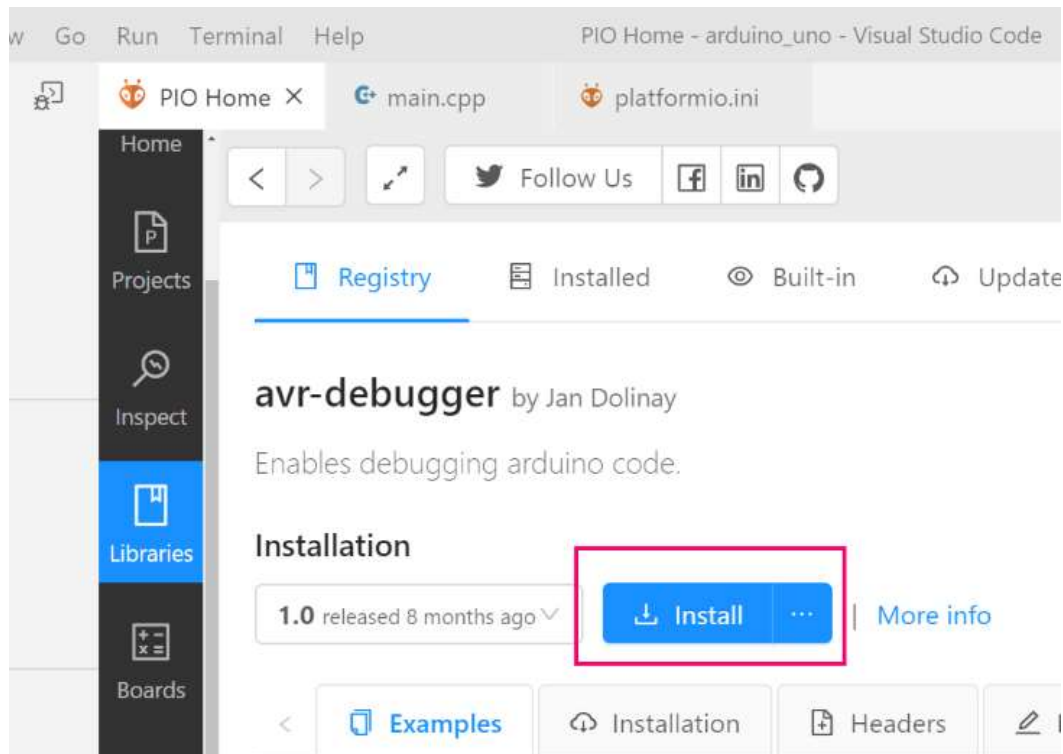 Go Run Terminal Help PIO Home - arduino_uno - Visual Studio Code
PIO Home × main.cpp platformio.ini
Home
Follow Us
Projects
Registry Installed Built-in Update
Inspect
avr-debugger by Jan Dolinay
Enables debugging arduino code.
Libraries
Installation
1.0 released 8 months ago Install ... | More info
Boards
Examples Installation Headers